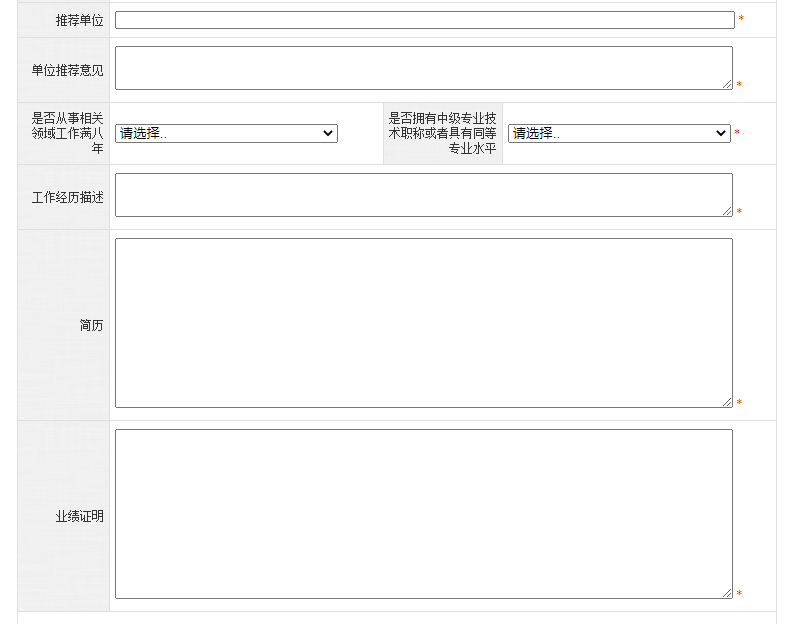 推荐单位
*
单位推荐意见
*
是否从事相关
领域工作满八
年
请选择..
是否拥有中级专业技
术职称或者具有同等
专业水平
请选择..
*
工作经历描述
*
简历
*
业绩证明
*